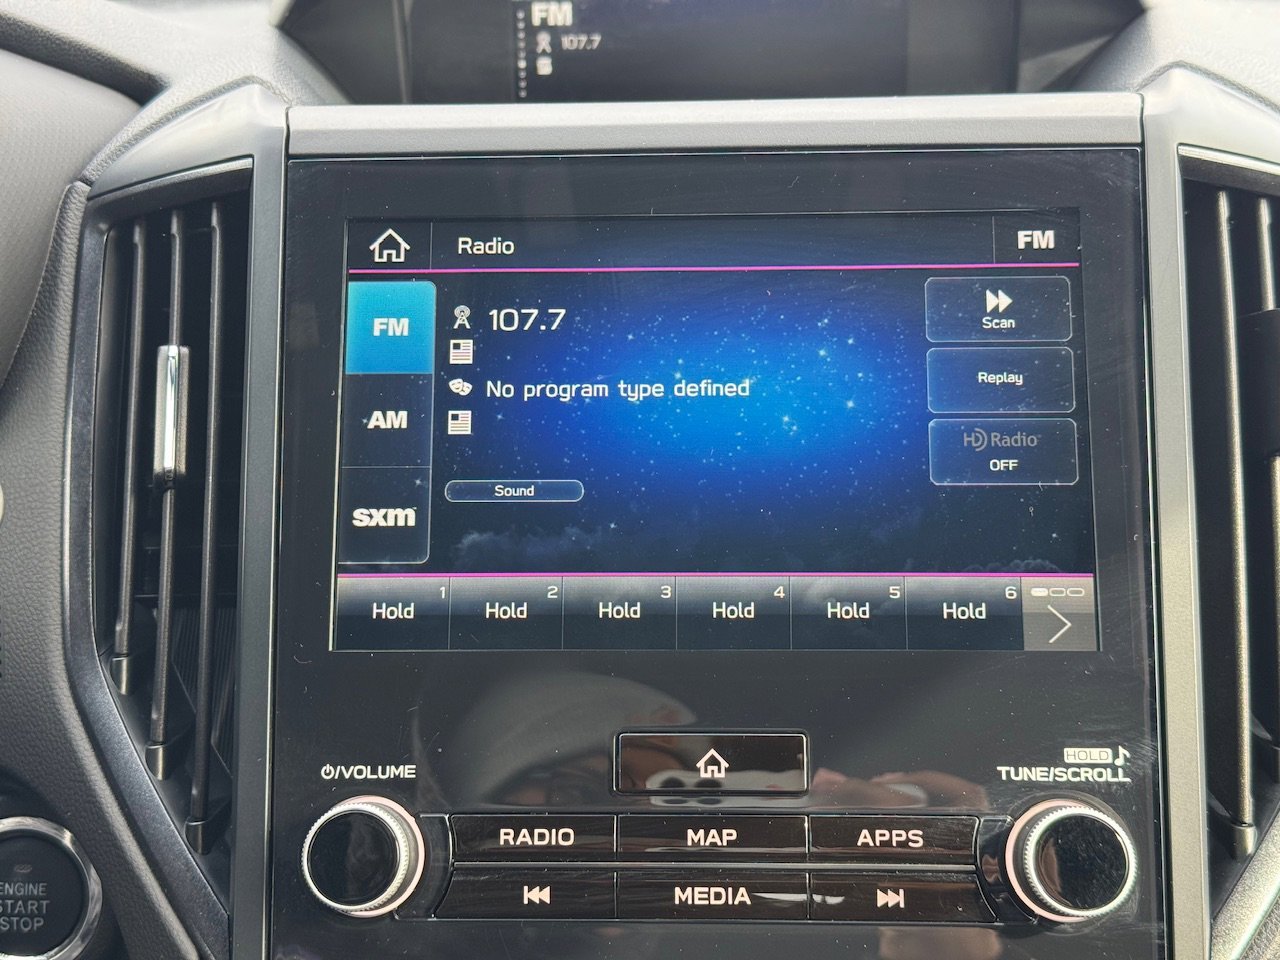 FM
107.7
Radio
FM
FM
107.7
Scan
No program type defined
Replay
AM
HD Radio
OFF
Sound
sxm
1
Hold
2
Hold
3
Hold
4
Hold
5
Hold
6
Hold
/VOLUME
HOLD
TUNE/SCROLL
RADIO
MAP
APPS
MEDIA
ENGINE
START
STOP